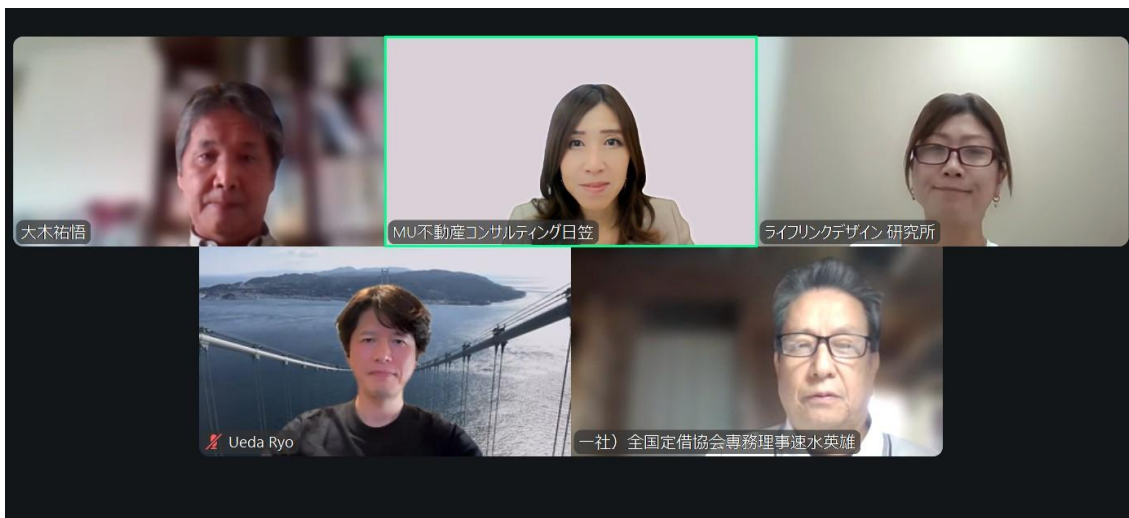 大木祐悟
MU不動産コンサルティング日笠
ライフリンクデザイン 研究所
Ueda Ryo
一社）全国定借協会専務理事速水英雄